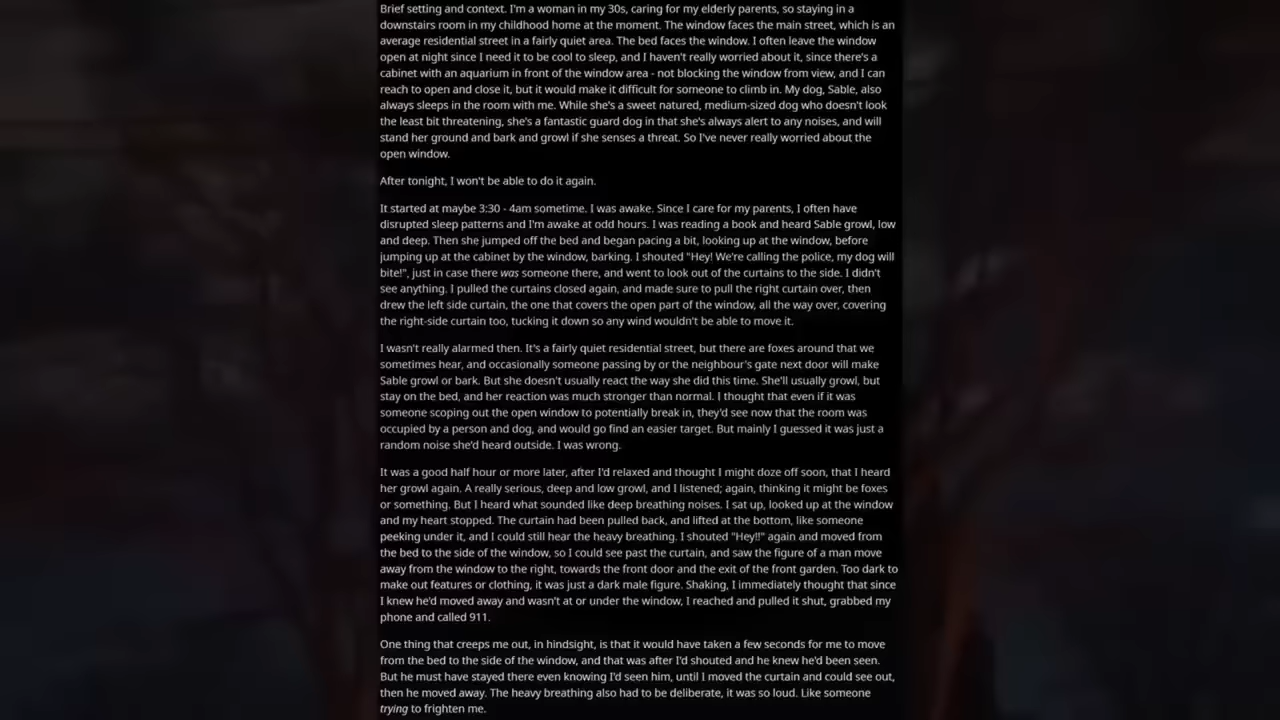 Brief setting and context. I'm a woman in my 30s, caring for my elderly parents, so staying in a
downstairs room in my childhood home at the moment. The window faces the main street, which is an
average residential street in a fairly quiet area. The bed faces the window. I often leave the window
open at night since I need it to be cool to sleep, and I haven't really worried about it, since there's a
cabinet with an aquarium in front of the window area - not blocking the window from view, and I can
reach to open and close it, but it would make it difficult for someone to climb in. My dog, Sable, also
always sleeps in the room with me. While she's a sweet natured, medium-sized dog who doesn't look
the least bit threatening, she's a fantastic guard dog in that she's always alert to any noises, and will
stand her ground and bark and growl if she senses a threat. So I've never really worried about the
open window.
After tonight, I won't be able to do it again.
It started at maybe 3:30 - 4am sometime. I was awake. Since I care for my parents, I often have
disrupted sleep patterns and I'm awake at odd hours. I was reading a book and heard Sable growl, low
and deep. Then she jumped off the bed and began pacing a bit, looking up at the window, before
jumping up at the cabinet by the window, barking. I shouted "Hey! We're calling the police, my dog will
bite!", just in case there was someone there, and went to look out of the curtains to the side. I didn't
see anything. I pulled the curtains closed again, and made sure to pull the right curtain over, then
drew the left side curtain, the one that covers the open part of the window, all the way over, covering
the right-side curtain too, tucking it down so any wind wouldn't be able to move it.
I wasn't really alarmed then. It's a fairly quiet residential street, but there are foxes around that we
sometimes hear, and occasionally someone passing by or the neighbour's gate next door will make
Sable growl or bark. But she doesn't usually react the way she did this time. She'll usually growl, but
stay on the bed, and her reaction was much stronger than normal. I thought that even if it was
someone scoping out the open window to potentially break in, they'd see now that the room was
occupied by a person and dog, and would go find an easier target. But mainly I guessed it was just a
random noise she'd heard outside. I was wrong.
It was a good half hour or more later, after I'd relaxed and thought I might doze off soon, that I heard
her growl again. A really serious, deep and low growl, and I listened; again, thinking it might be foxes
or something. But I heard what sounded like deep breathing noises. I sat up, looked up at the window
and my heart stopped. The curtain had been pulled back, and lifted at the bottom, like someone
peeking under it, and I could still hear the heavy breathing. I shouted "Hey!!" again and moved from
the bed to the side of the window, so I could see past the curtain, and saw the figure of a man move
away from the window to the right, towards the front door and the exit of the front garden. Too dark to
make out features or clothing, it was just a dark male figure. Shaking, I immediately thought that since
I knew he'd moved away and wasn't at or under the window, I reached and pulled it shut, grabbed my
phone and called 911.
One thing that creeps me out, in hindsight, is that it would have taken a few seconds for me to move
from the bed to the side of the window, and that was after I'd shouted and he knew he'd been seen.
But he must have stayed there even knowing I'd seen him, until I moved the curtain and could see out,
then he moved away. The heavy breathing also had to be deliberate, it was so loud. Like someone
trying to frighten me.